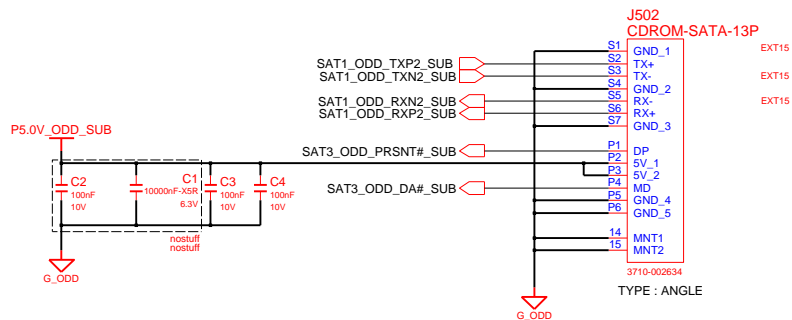 J502
CDROM-SATA-13P
S1 GND_1 EXT15
SAT1_ODD_TXP2_SUB S2 TX+
SAT1_ODD_TXN2_SUB S3 TX- EXT15
S4 GND_2
SAT1_ODD_RXN2_SUB S5 RX- EXT15
SAT1_ODD_RXP2_SUB S6 RX+
S7 GND_3
P5.0V_ODD_SUB
SAT3_ODD_PRSNT#_SUB P1 DP
P2 5V_1
P3 5V_2
SAT3_ODD_DA#_SUB P4 MD
P5 GND_4
P6 GND_5
C2
100nF
10V
C1
10000nF-X5R
6.3V
C3
100nF
10V
C4
100nF
10V
nostuff
nostuff
14 MNT1
15 MNT2
G_ODD
3710-002634
TYPE : ANGLE
G_ODD